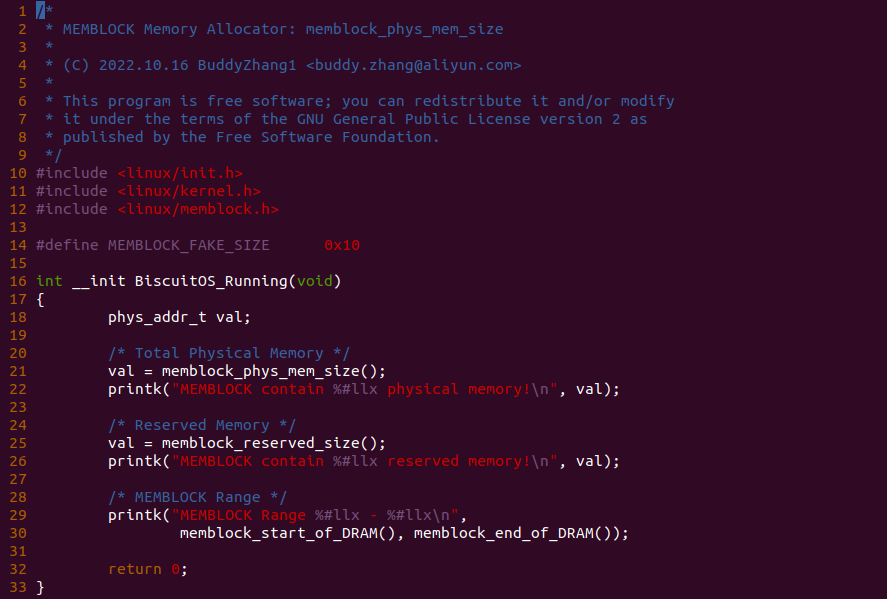 1 /*
2  * MEMBLOCK Memory Allocator: memblock_phys_mem_size
3  *
4  * (C) 2022.10.16 BuddyZhang1 <buddy.zhang@aliyun.com>
5  *
6  * This program is free software; you can redistribute it and/or modify
7  * it under the terms of the GNU General Public License version 2 as
8  * published by the Free Software Foundation.
9  */
10 #include <linux/init.h>
11 #include <linux/kernel.h>
12 #include <linux/memblock.h>
13
14 #define MEMBLOCK_FAKE_SIZE      0x10
15
16 int __init BiscuitOS_Running(void)
17 {
18         phys_addr_t val;
19
20         /* Total Physical Memory */
21         val = memblock_phys_mem_size();
22         printk("MEMBLOCK contain %#llx physical memory!\n", val);
23
24         /* Reserved Memory */
25         val = memblock_reserved_size();
26         printk("MEMBLOCK contain %#llx reserved memory!\n", val);
27
28         /* MEMBLOCK Range */
29         printk("MEMBLOCK Range %#llx - %#llx\n",
30                 memblock_start_of_DRAM(), memblock_end_of_DRAM());
31
32         return 0;
33 }